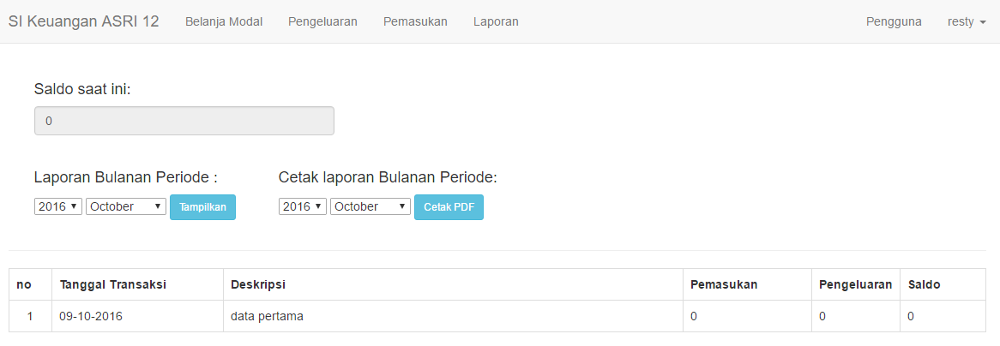 SI Keuangan ASRI 12 Belanja Modal Pengeluaran Pemasukan Laporan Pengguna resty
Saldo saat ini:
0
Laporan Bulanan Periode : Cetak laporan Bulanan Periode:
2016 October Tampilkan 2016 October Cetak PDF
no Tanggal Transaksi Deskripsi Pemasukan Pengeluaran Saldo
1 09-10-2016 data pertama 0 0 0